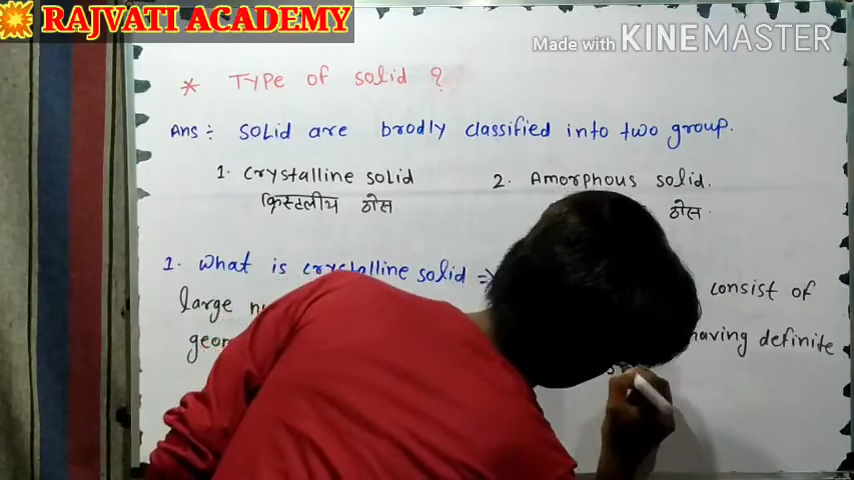 RAJVATI ACADEMY
Made with KINEMASTER
* Type of solid ?
Ans ÷ solid are brodly classified into two group.
1. Crystalline solid 2. Amorphous solid.
क्रिस्टलीय ठोस ठोस
1. What is crystalline solid ⇒ consist of
large having definite